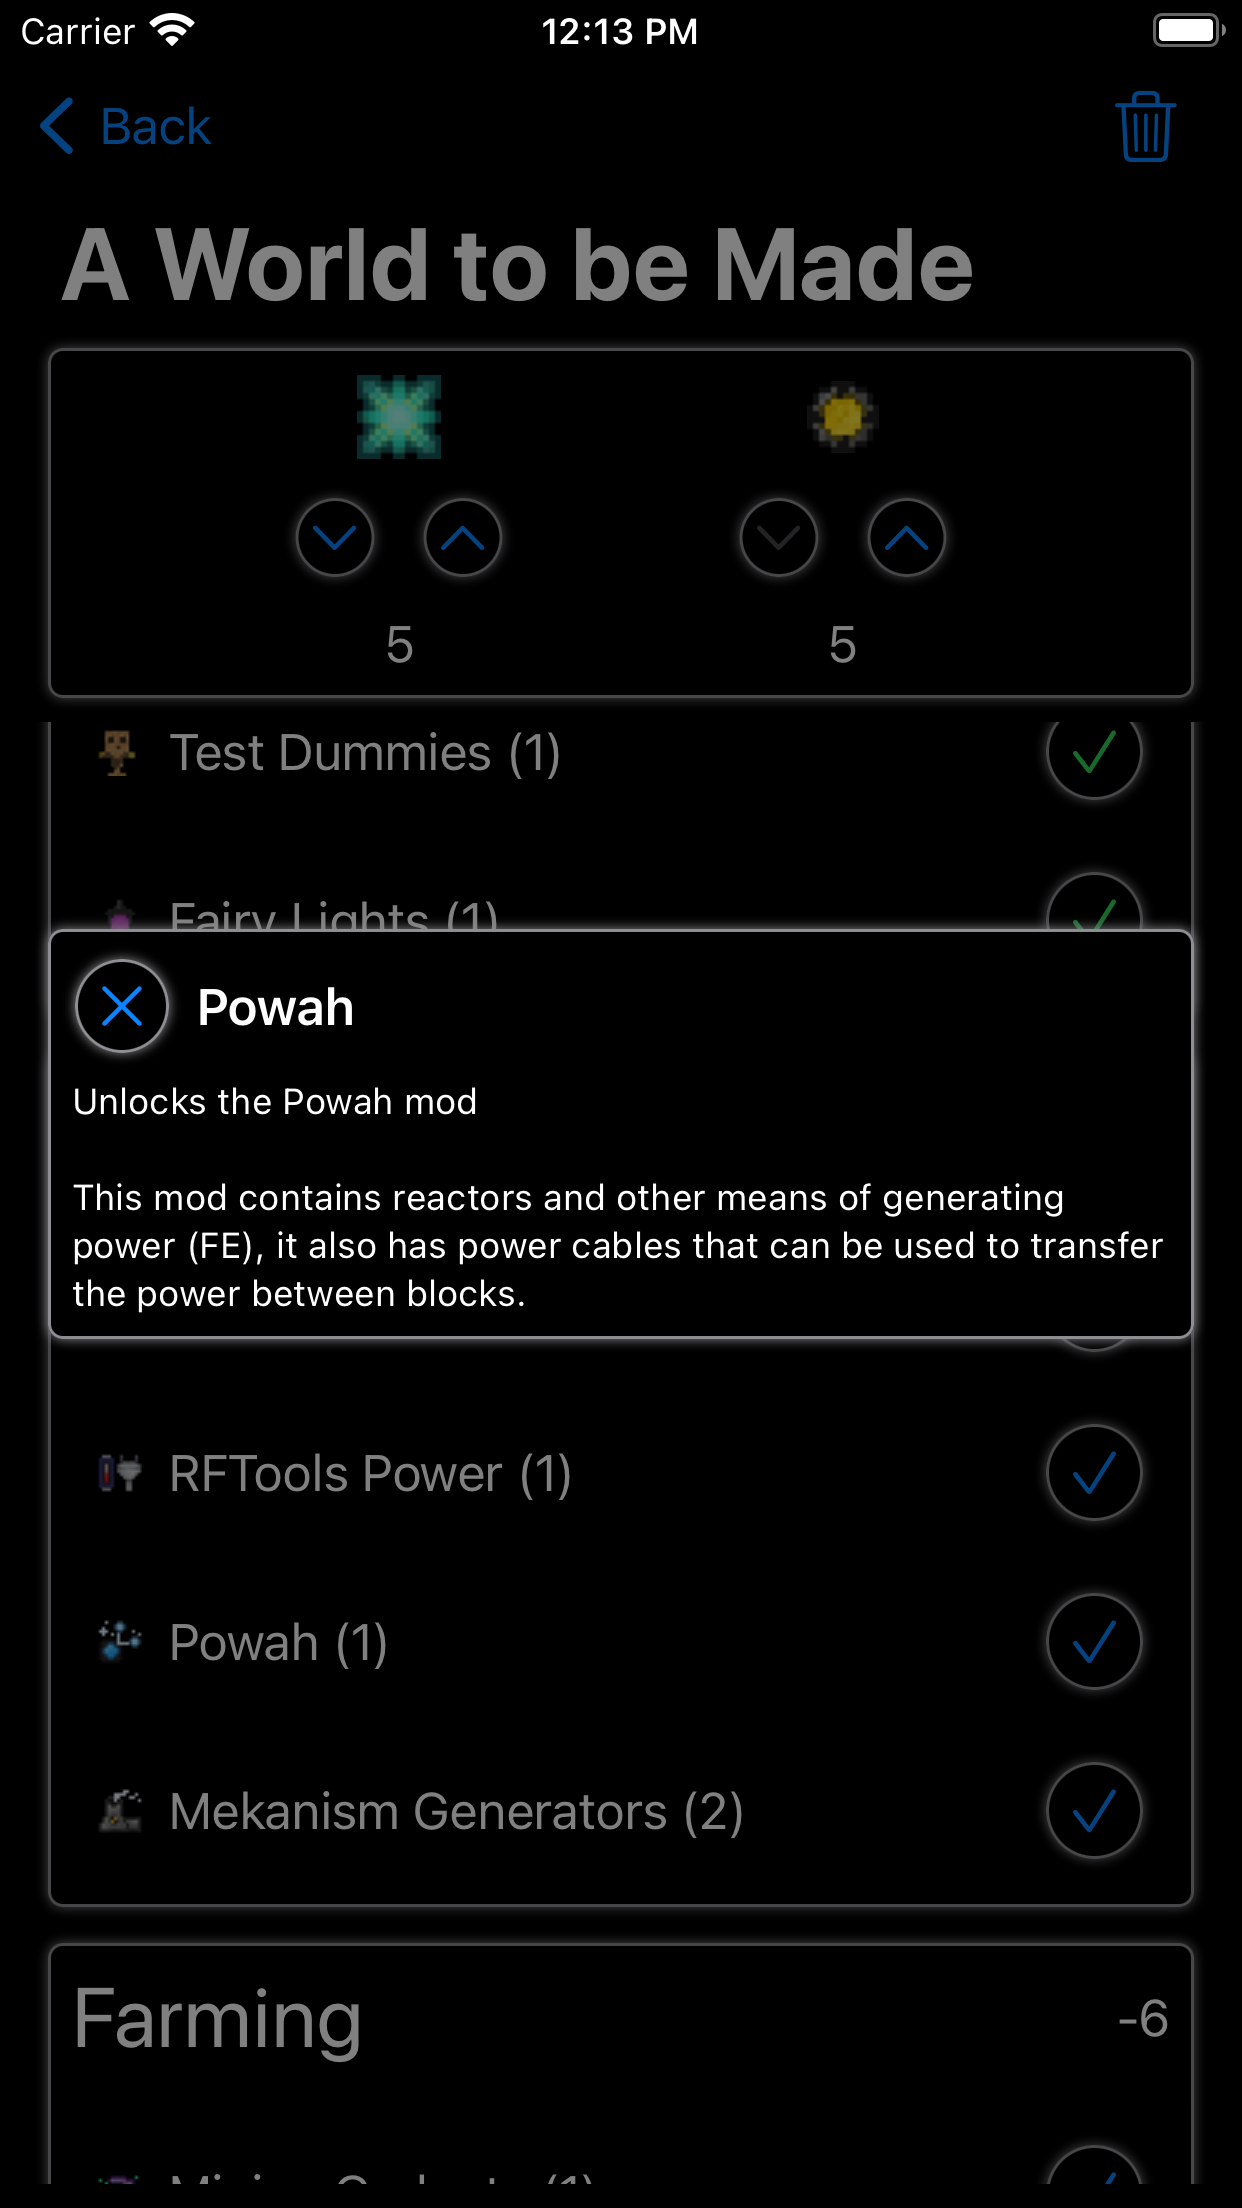 Carrier 12:13 PM
Back
A World to be Made
5 5
Test Dummies (1)
Fairy Lights (1)
Powah
Unlocks the Powah mod
This mod contains reactors and other means of generating
power (FE), it also has power cables that can be used to transfer
the power between blocks.
RFTools Power (1)
Powah (1)
Mekanism Generators (2)
Farming -6